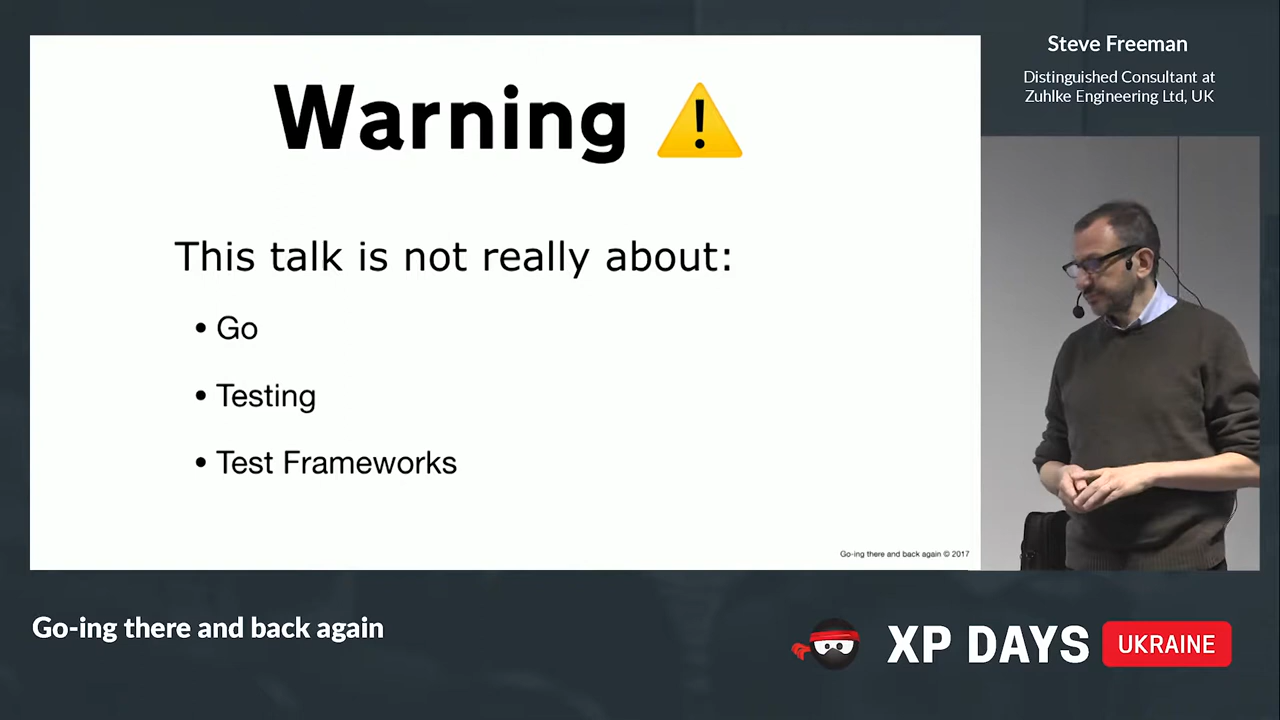 Warning ⚠️
This talk is not really about:
• Go
• Testing
• Test Frameworks
Go-ing there and back again © 2017
Steve Freeman
Distinguished Consultant at
Zuhlke Engineering Ltd, UK
Go-ing there and back again
XP DAYS UKRAINE